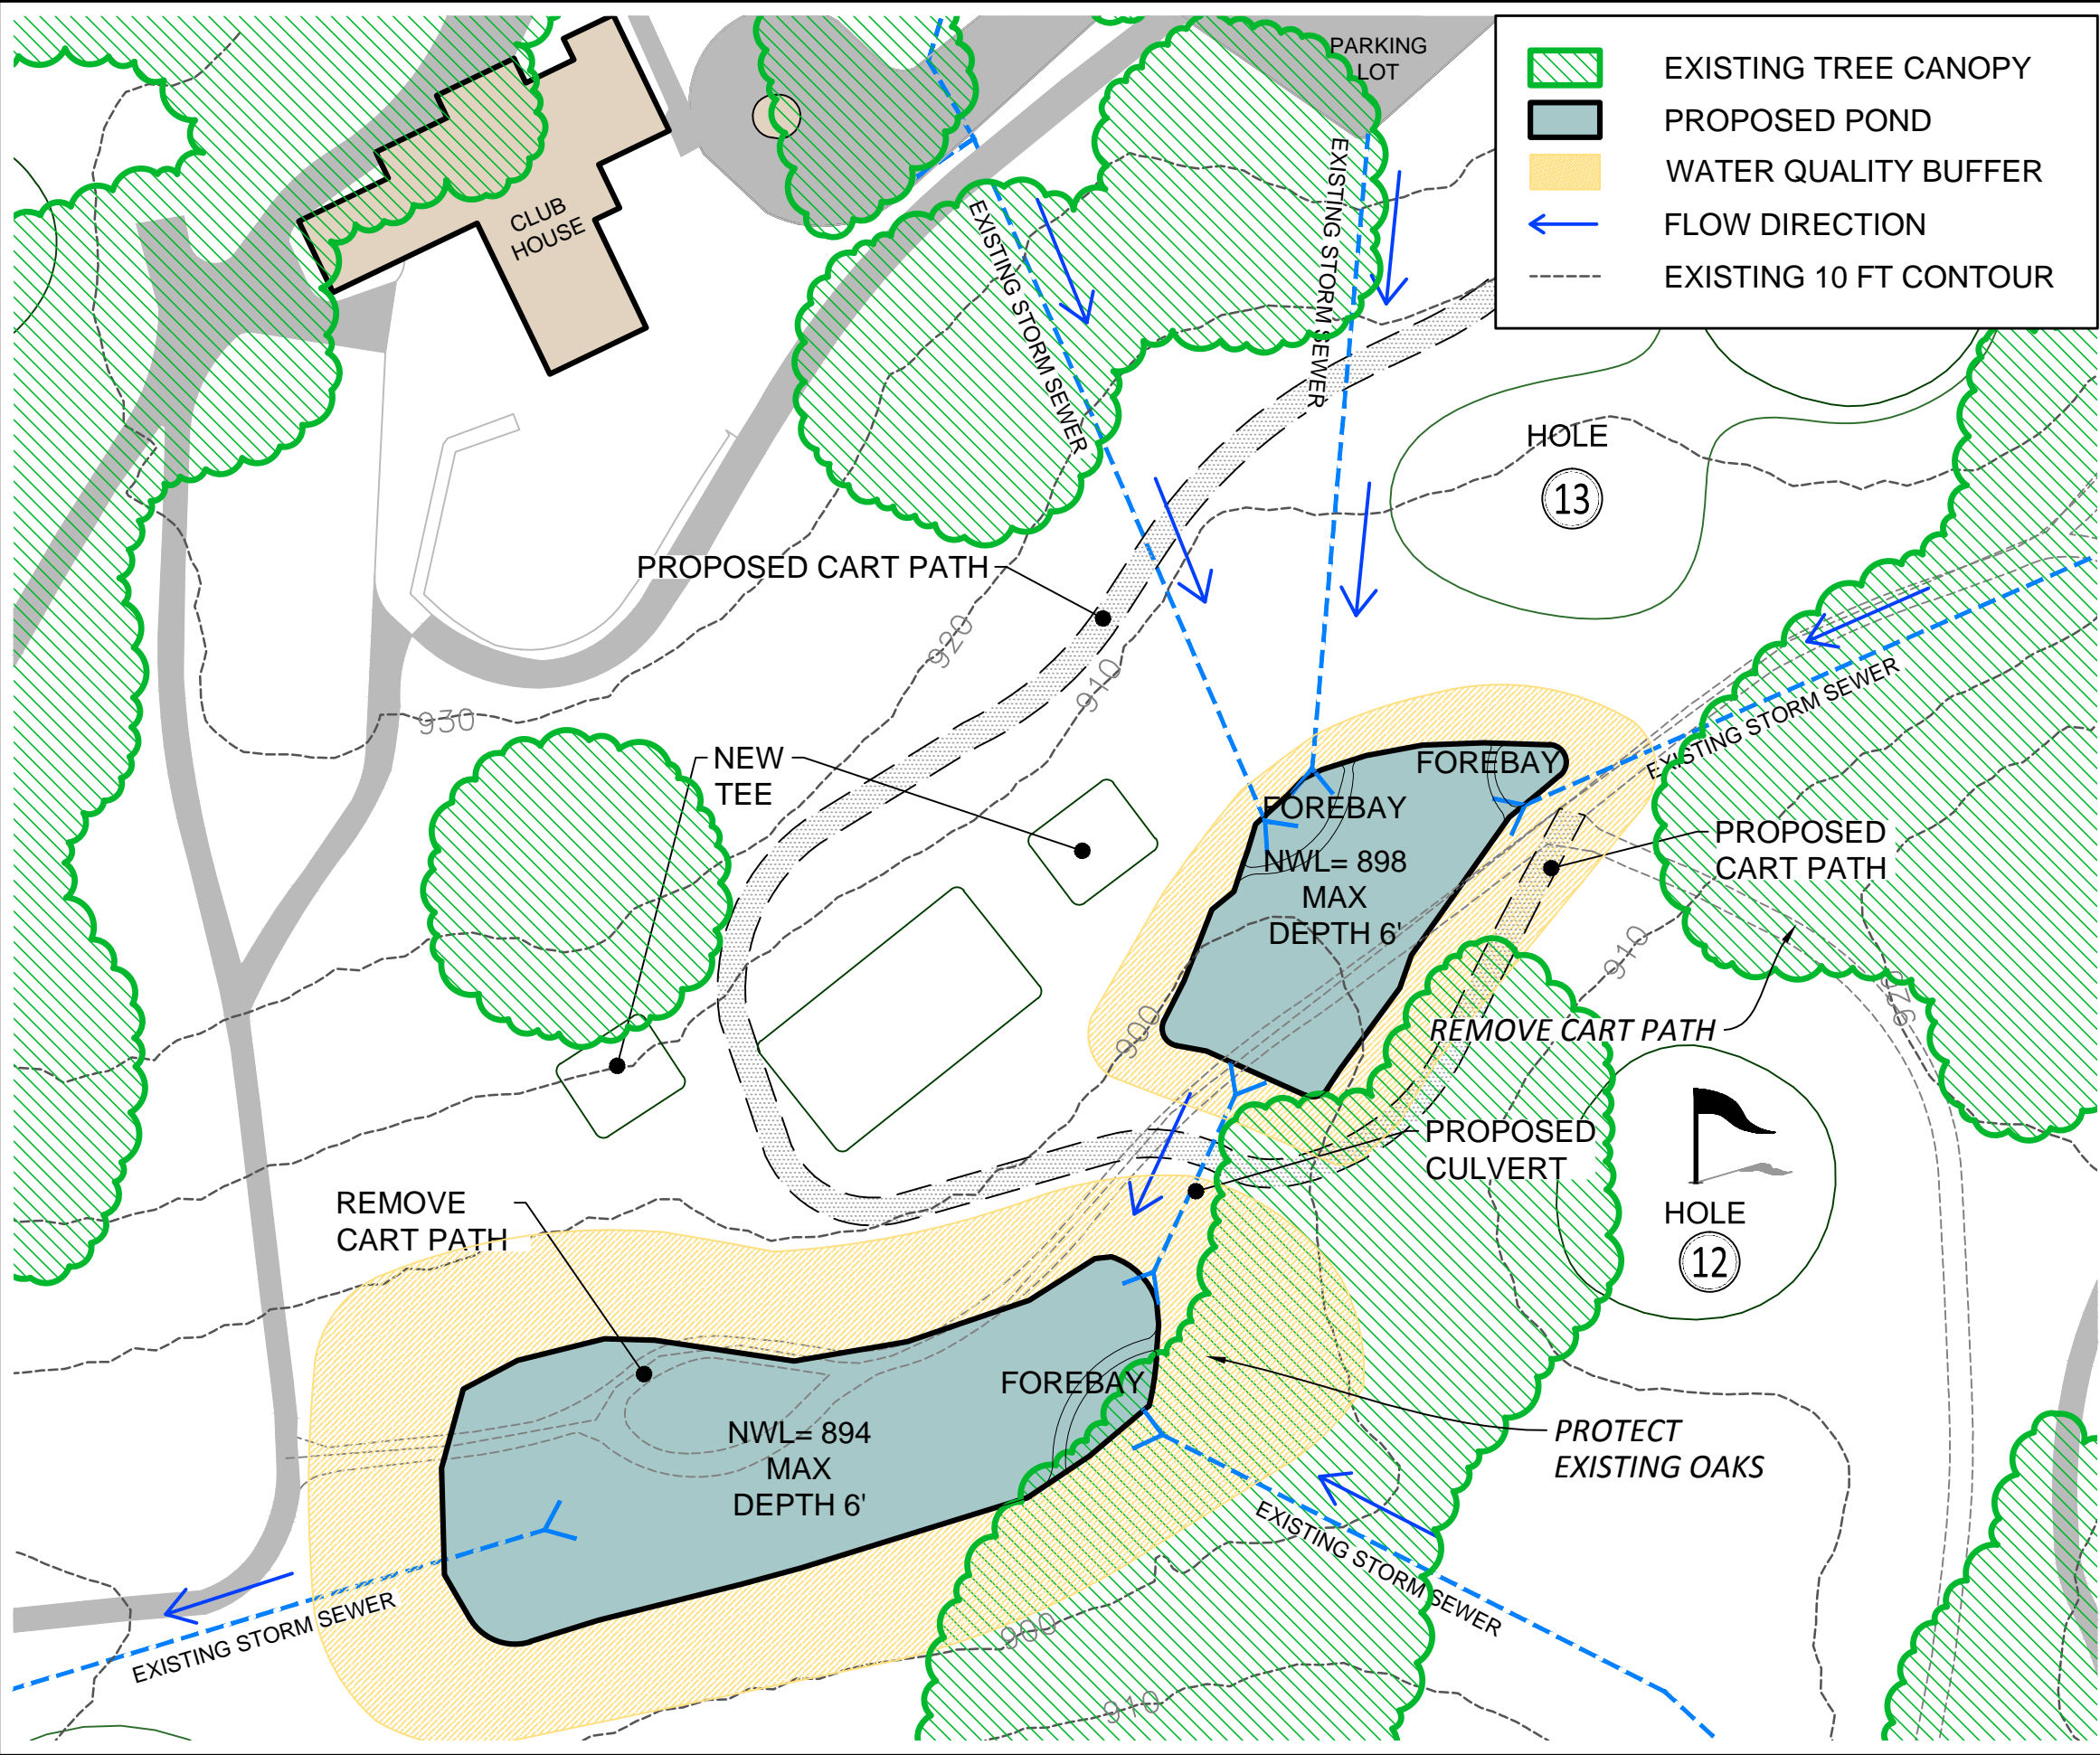 PARKING
LOT
EXISTING TREE CANOPY
PROPOSED POND
WATER QUALITY BUFFER
FLOW DIRECTION
EXISTING 10 FT CONTOUR
CLUB
HOUSE
EXISTING STORM SEWER
EXISTING STORM SEWER
HOLE
13
PROPOSED CART PATH
920
910
930
EXISTING STORM SEWER
NEW
TEE
FOREBAY
FOREBAY
NWL= 898
MAX
DEPTH 6'
PROPOSED
CART PATH
910
900
REMOVE CART PATH
PROPOSED
CULVERT
HOLE
12
REMOVE
CART PATH
FOREBAY
NWL= 894
MAX
DEPTH 6'
PROTECT
EXISTING OAKS
EXISTING STORM SEWER
EXISTING STORM SEWER
900
910